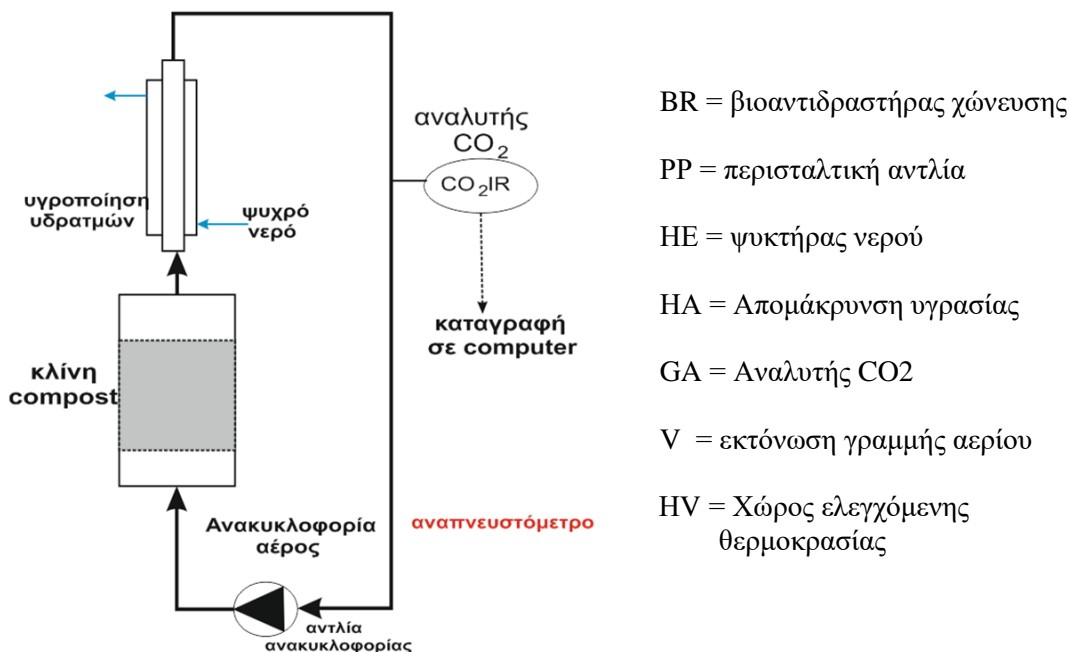 αναλυτής
CO2
CO2IR
υγροποίηση
υδρατμών
ψυχρό
νερό
καταγραφή
σε computer
κλίνη
compost
Ανακυκλοφορία
αέρος
αναπνευστόμετρο
αντλία
ανακυκλοφορίας
BR = βιοαντιδραστήρας χώνευσης
PP = περισταλτική αντλία
HE = ψυκτήρας νερού
HA = Απομάκρυνση υγρασίας
GA = Αναλυτής CO2
V = εκτόνωση γραμμής αερίου
HV = Χώρος ελεγχόμενης
θερμοκρασίας